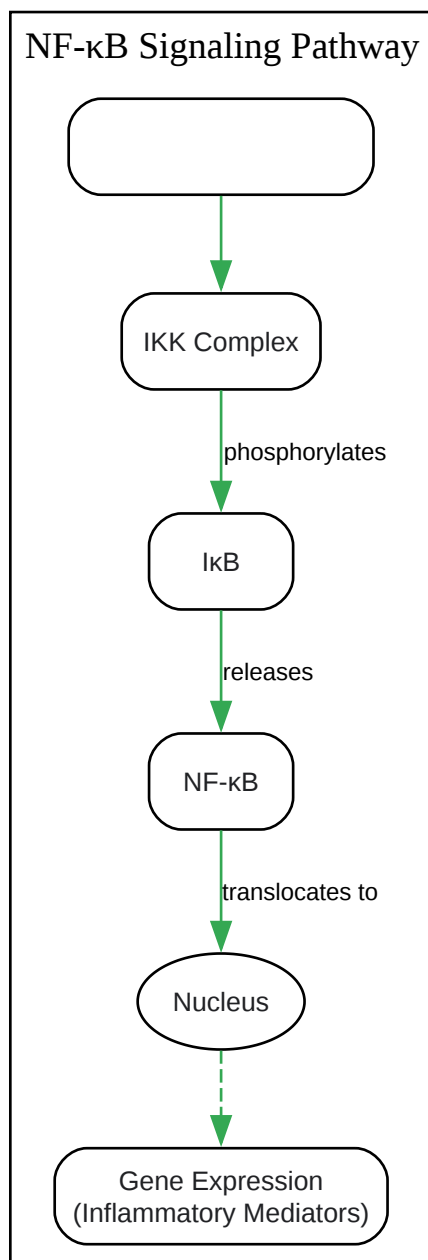 NF-κB Signaling Pathway
IKK Complex
phosphorylates
IκB
releases
NF-κB
translocates to
Nucleus
Gene Expression
(Inflammatory Mediators)